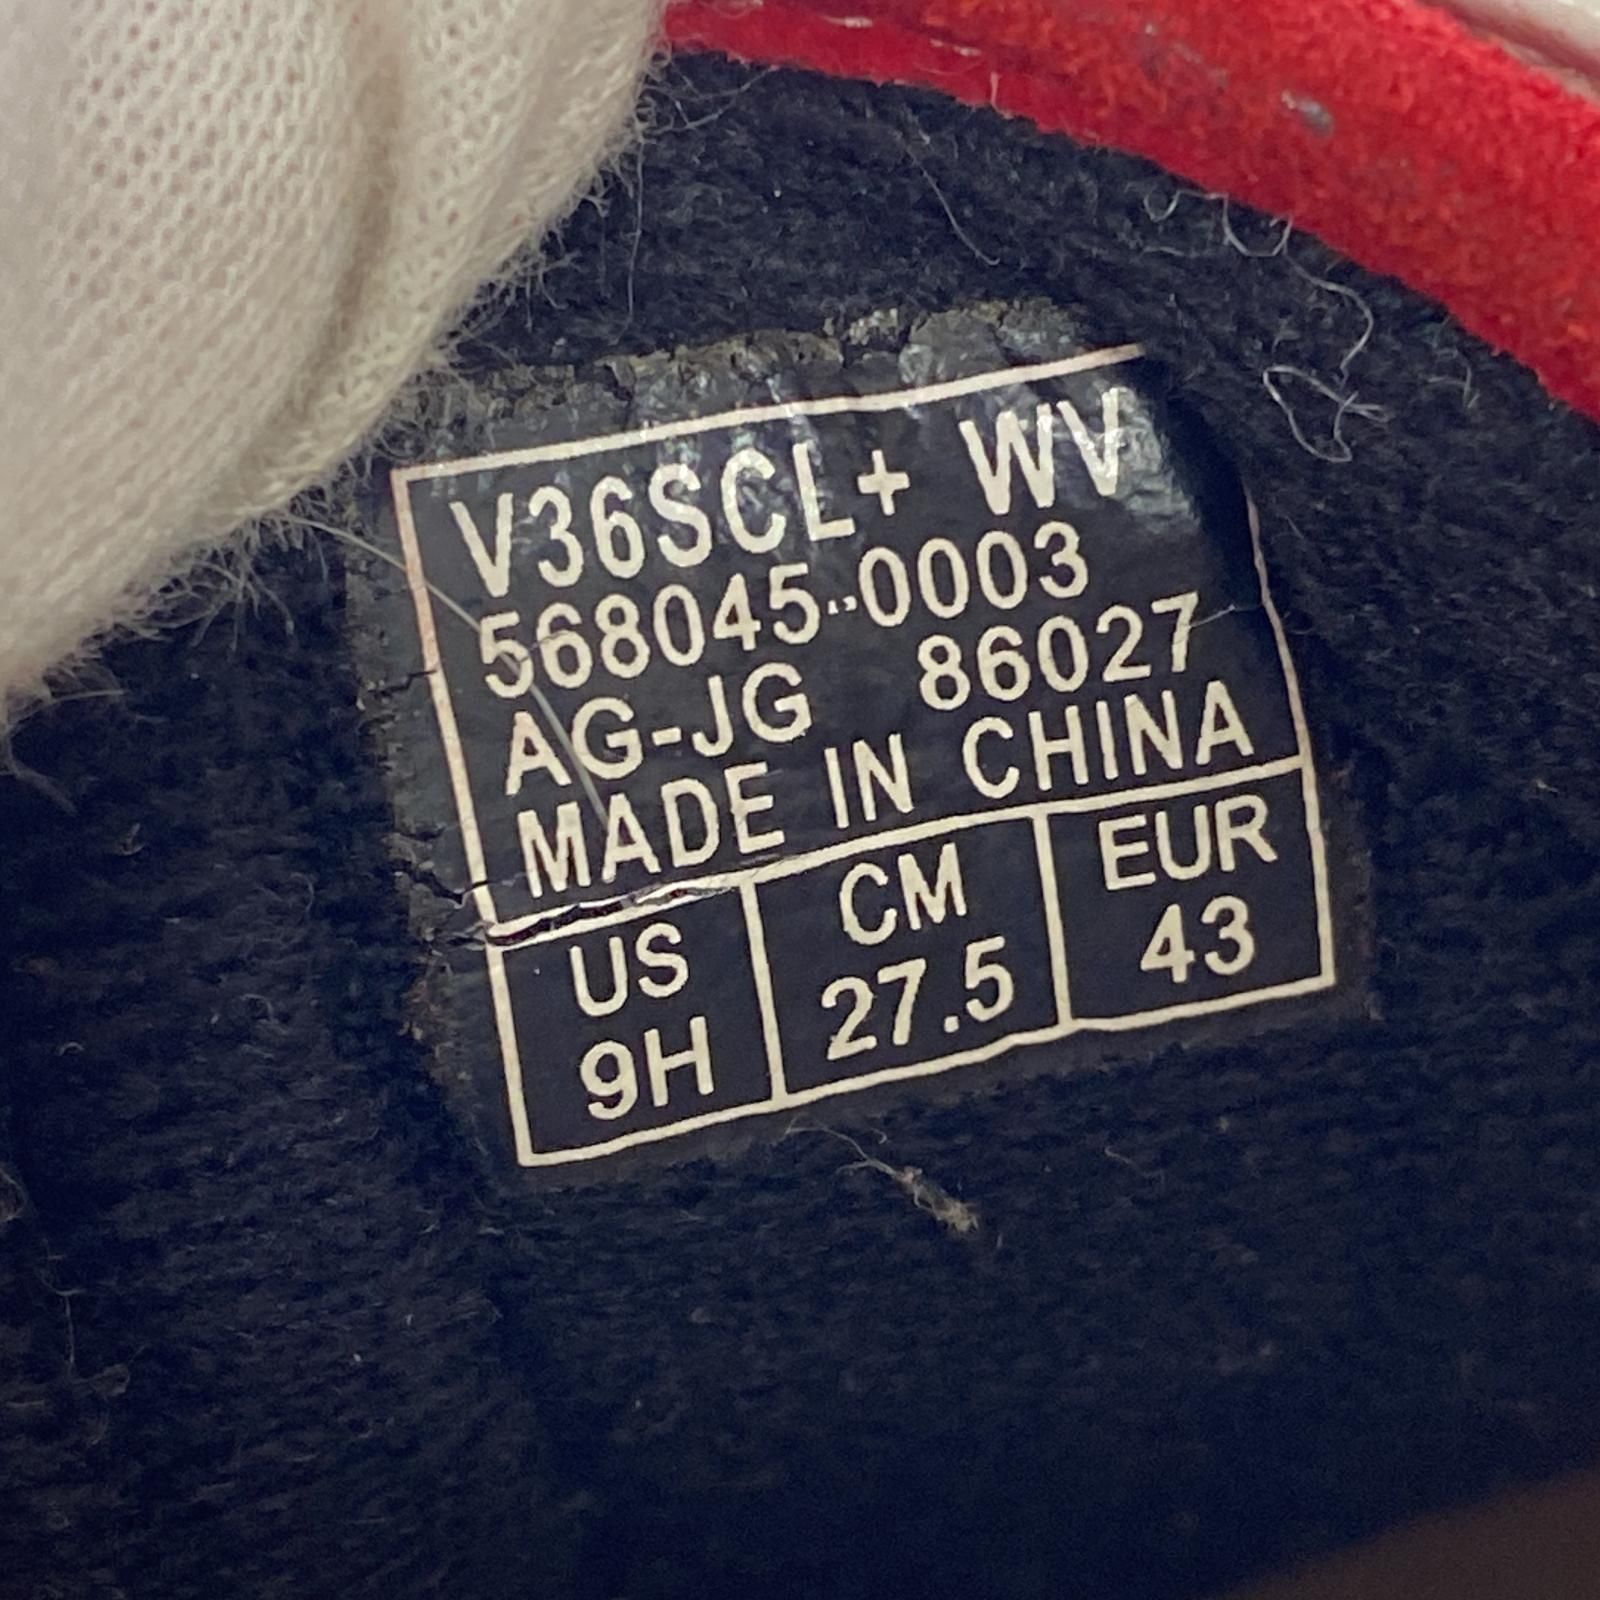 V36SCL+ WV
568045-0003
AG-JG 86027
MADE IN CHINA
US CM EUR
9H 27.5 43